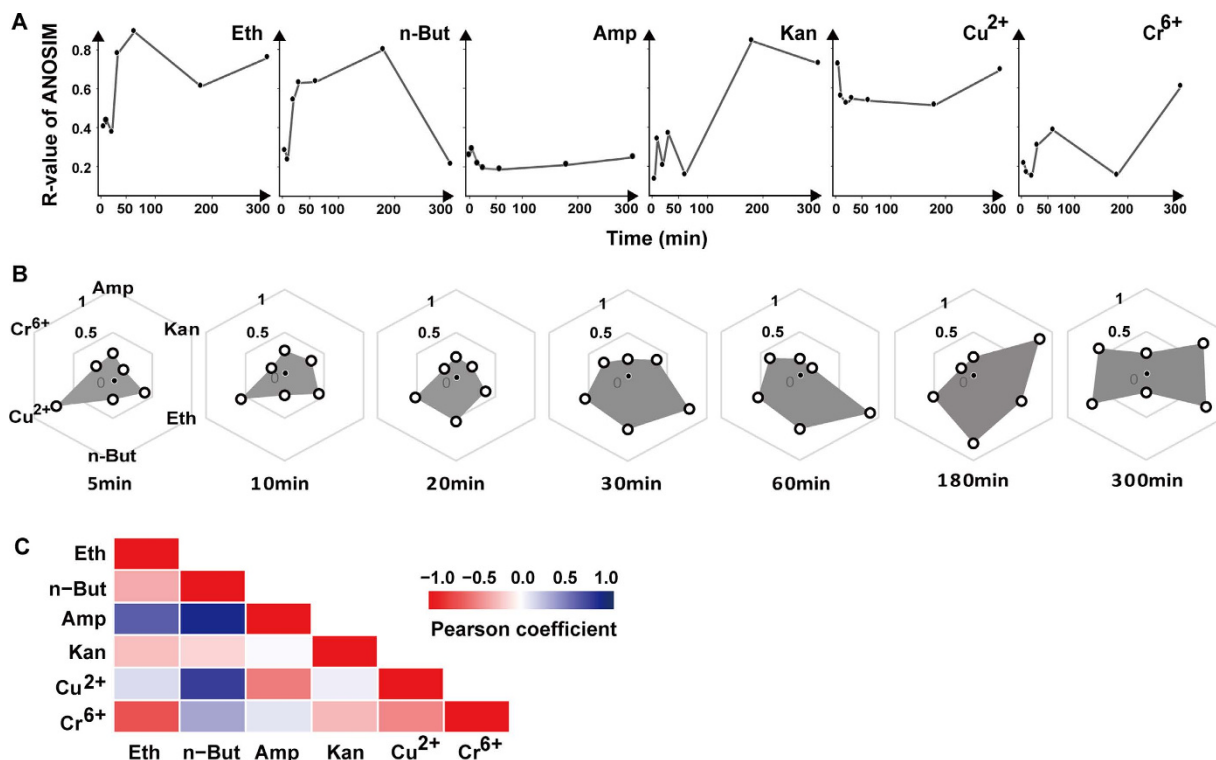 A
Eth n-But Amp Kan Cu2+ Cr6+
R-value of ANOSIM
0.8
0.6
0.4
0.2
0 50 100 200 300 0 50 100 200 300 0 50 100 200 300 0 50 100 200 300 0 50 100 200 300 0 50 100 200 300
Time (min)
B
Amp
1 1 1 1 1 1 1
Cr6+ 0.5 Kan 0.5 0.5 0.5 0.5 0.5 0.5
0 0 0 0 0 0 0
Cu2+ Eth
n-But
5min 10min 20min 30min 60min 180min 300min
C
Eth
n−But
Amp
Kan
Cu2+
Cr6+
Eth n−But Amp Kan Cu2+ Cr6+
−1.0 −0.5 0.0 0.5 1.0
Pearson coefficient